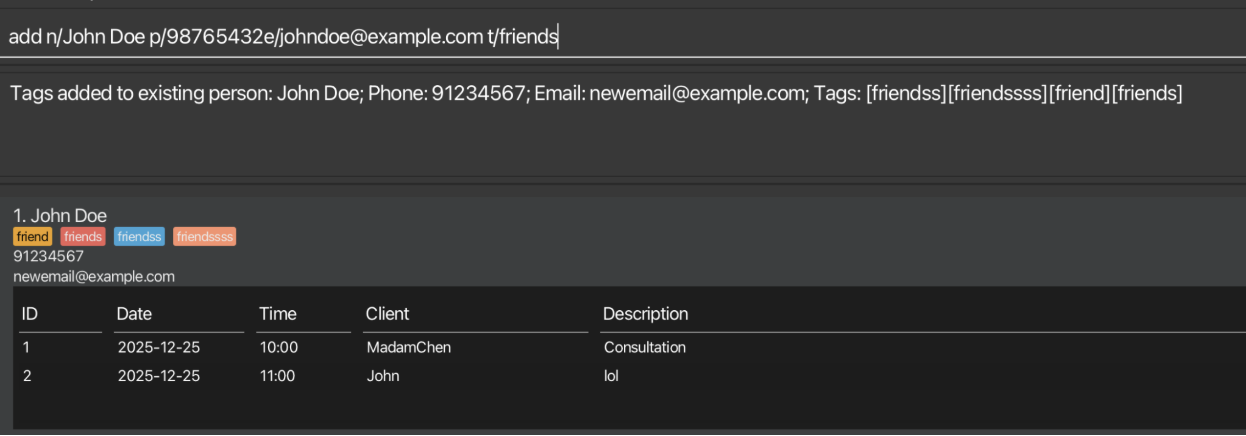 add n/John Doe p/98765432e/johndoe@example.com t/friends
Tags added to existing person: John Doe; Phone: 91234567; Email: newemail@example.com; Tags: [friendss][friendssss][friend][friends]
1. John Doe
friend friends friendss friendssss
91234567
newemail@example.com
ID Date Time Client Description
1 2025-12-25 10:00 MadamChen Consultation
2 2025-12-25 11:00 John lol